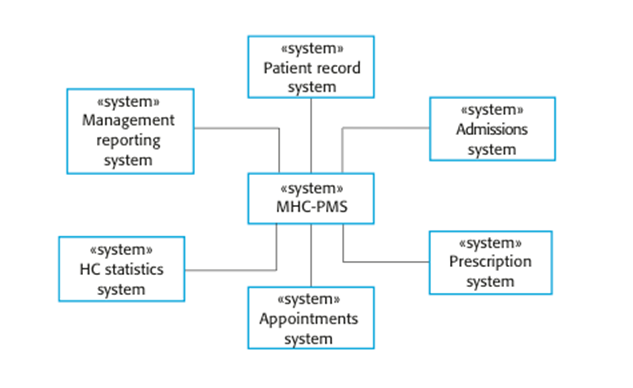 «system»
Patient record
system
«system»
Management
reporting
system
«system»
Admissions
system
«system»
MHC-PMS
«system»
HC statistics
system
«system»
Prescription
system
«system»
Appointments
system